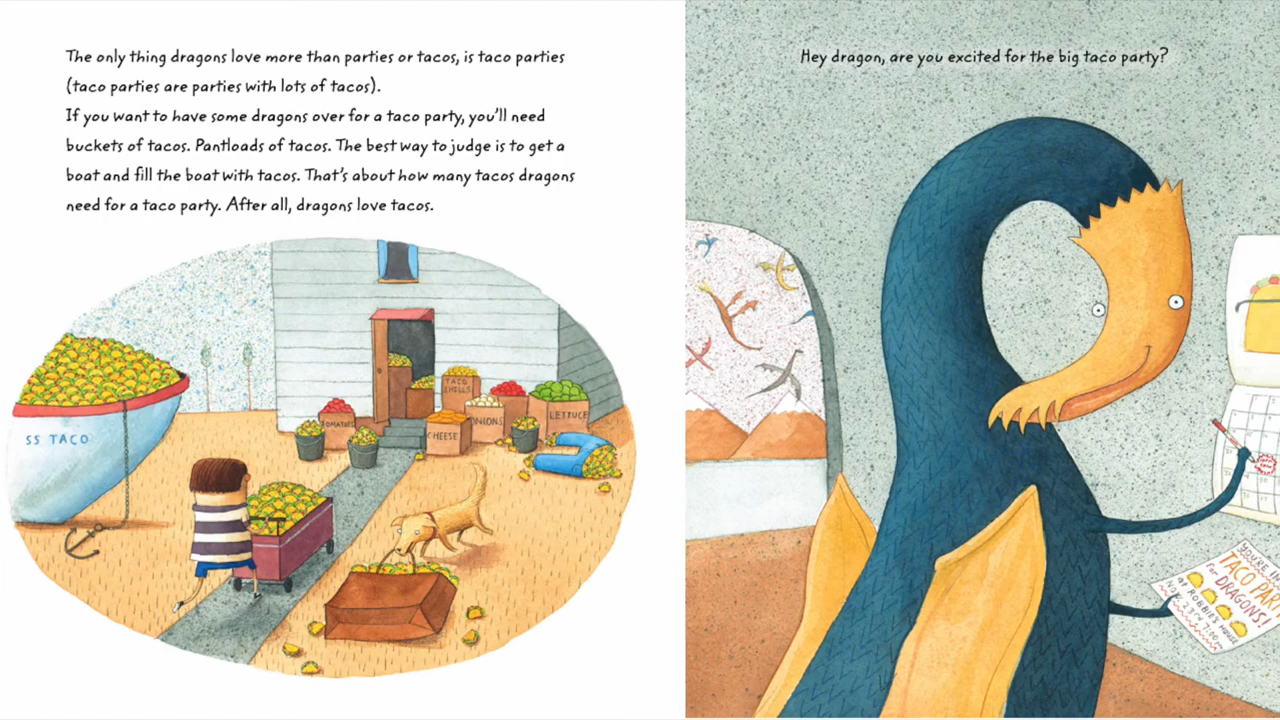 The only thing dragons love more than parties or tacos, is taco parties
(taco parties are parties with lots of tacos).
If you want to have some dragons over for a taco party, you'll need
buckets of tacos. Pantloads of tacos. The best way to judge is to get a
boat and fill the boat with tacos. That's about how many tacos dragons
need for a taco party. After all, dragons love tacos.
SS TACO
TOMATOES
TACO
SHELLS
CHEESE
ONIONS
LETTUCE
Hey dragon, are you excited for the big taco party?
YOU'RE
TACO PARTY
FOR DRAGONS!
at ROBBIE'S HOUSE